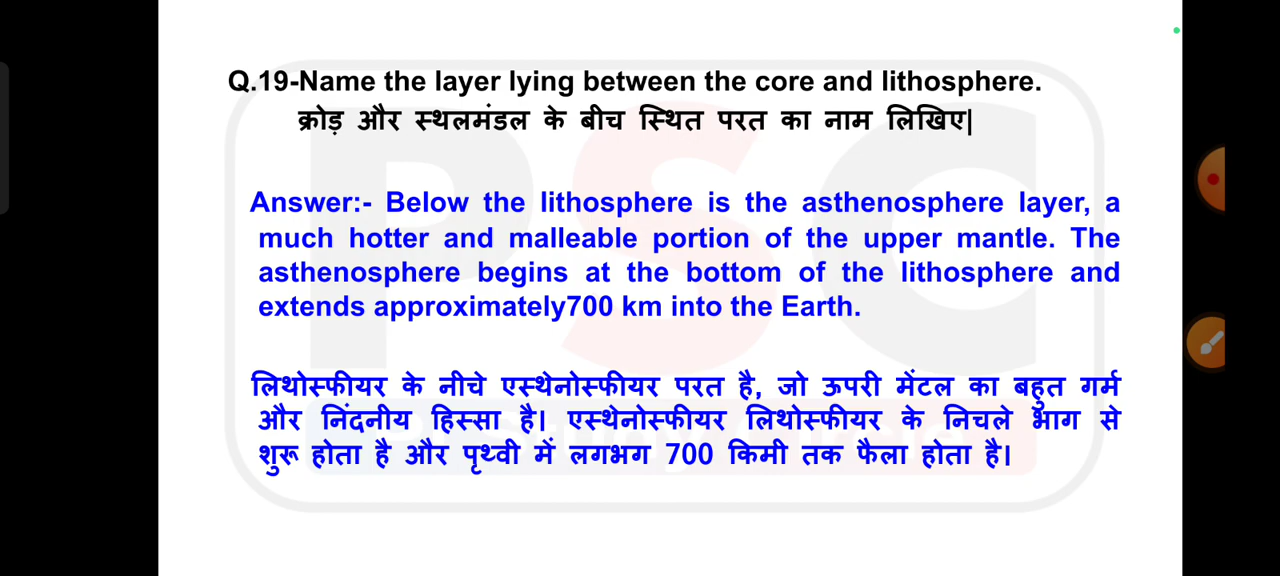 Q.19-Name the layer lying between the core and lithosphere.
क्रोड़ और स्थलमंडल के बीच स्थित परत का नाम लिखिए|
Answer:- Below the lithosphere is the asthenosphere layer, a
much hotter and malleable portion of the upper mantle. The
asthenosphere begins at the bottom of the lithosphere and
extends approximately700 km into the Earth.
लिथोस्फीयर के नीचे एस्थेनोस्फीयर परत है, जो ऊपरी मेंटल का बहुत गर्म
और निंदनीय हिस्सा है। एस्थेनोस्फीयर लिथोस्फीयर के निचले भाग से
शुरू होता है और पृथ्वी में लगभग 700 किमी तक फैला होता है।
PSC